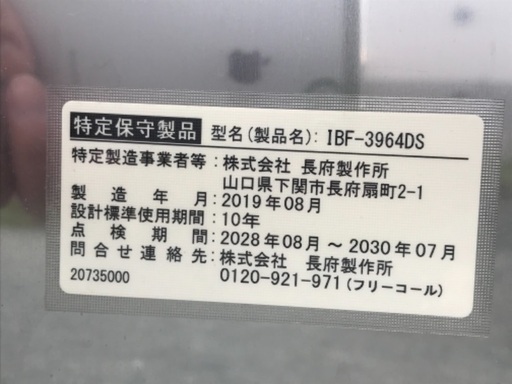 特定保守製品 型名(製品名): IBF-3964DS
特定製造事業者等: 株式会社 長府製作所
山口県下関市長府扇町2-1
製造年月: 2019年08月
設計標準使用期間: 10年
点検期間: 2028年08月 ～ 2030年07月
問合せ連絡先: 株式会社 長府製作所
20735000 0120-921-971 (フリーコール)